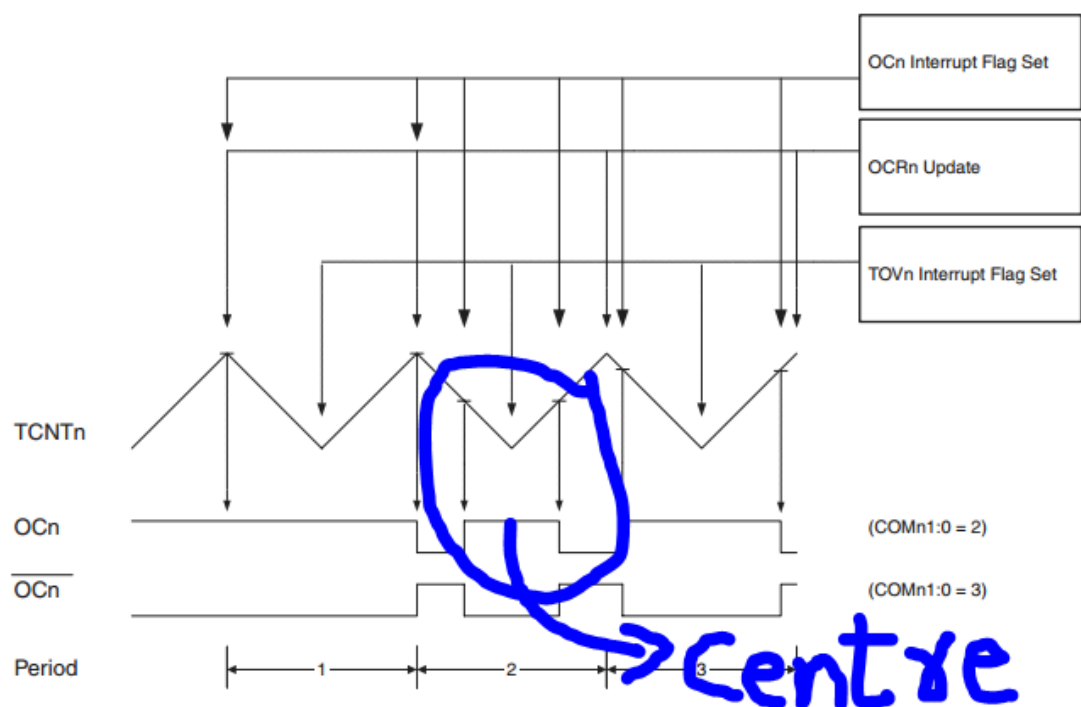 OCn Interrupt Flag Set
OCRn Update
TOVn Interrupt Flag Set
TCNTn
OCn (COMn1:0 = 2)
OCn (COMn1:0 = 3)
Period 1 2 3
Centre